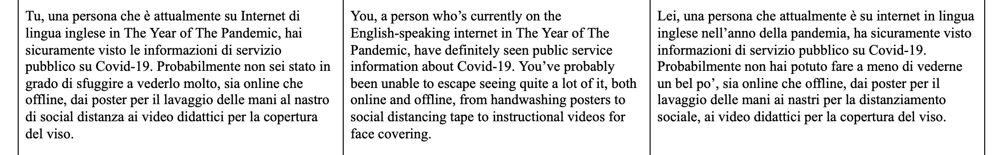 Tu, una persona che è attualmente su Internet di
lingua inglese in The Year of The Pandemic, hai
sicuramente visto le informazioni di servizio
pubblico su Covid-19. Probabilmente non sei stato in
grado di sfuggire a vederlo molto, sia online che
offline, dai poster per il lavaggio delle mani al nastro
di social distanza ai video didattici per la copertura
del viso.
You, a person who’s currently on the
English-speaking internet in The Year of The
Pandemic, have definitely seen public service
information about Covid-19. You’ve probably
been unable to escape seeing quite a lot of it, both
online and offline, from handwashing posters to
social distancing tape to instructional videos for
face covering.
Lei, una persona che attualmente è su internet in lingua
inglese nell’anno della pandemia, ha sicuramente visto
informazioni di servizio pubblico su Covid-19.
Probabilmente non hai potuto fare a meno di vederne
un bel po’, sia online che offline, dai poster per il
lavaggio delle mani ai nastri per la distanziamento
sociale, ai video didattici per la copertura del viso.